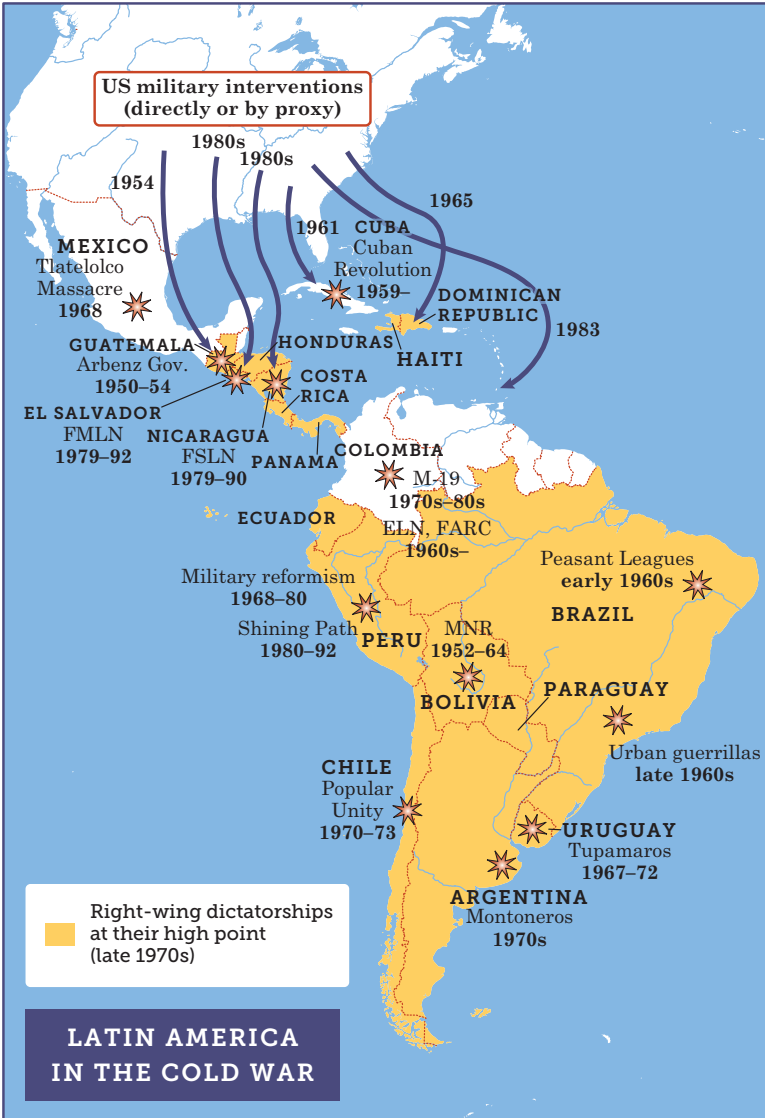 US military interventions
(directly or by proxy)
1980s
1980s
1954
1961
1965
1983
MEXICO
Tlatelolco
Massacre
1968
CUBA
Cuban
Revolution
1959–
DOMINICAN
REPUBLIC
HAITI
GUATEMALA
Arbenz Gov.
1950–54
HONDURAS
EL SALVADOR
FMLN
1979–92
NICARAGUA
FSLN
1979–90
COSTA
RICA
PANAMA
COLOMBIA
M-19
1970s–80s
ELN, FARC
1960s–
ECUADOR
Military reformism
1968–80
Shining Path
1980–92
PERU
MNR
1952–64
BOLIVIA
Peasant Leagues
early 1960s
BRAZIL
PARAGUAY
Urban guerrillas
late 1960s
CHILE
Popular
Unity
1970–73
URUGUAY
Tupamaros
1967–72
ARGENTINA
Montoneros
1970s
Right-wing dictatorships
at their high point
(late 1970s)
LATIN AMERICA
IN THE COLD WAR